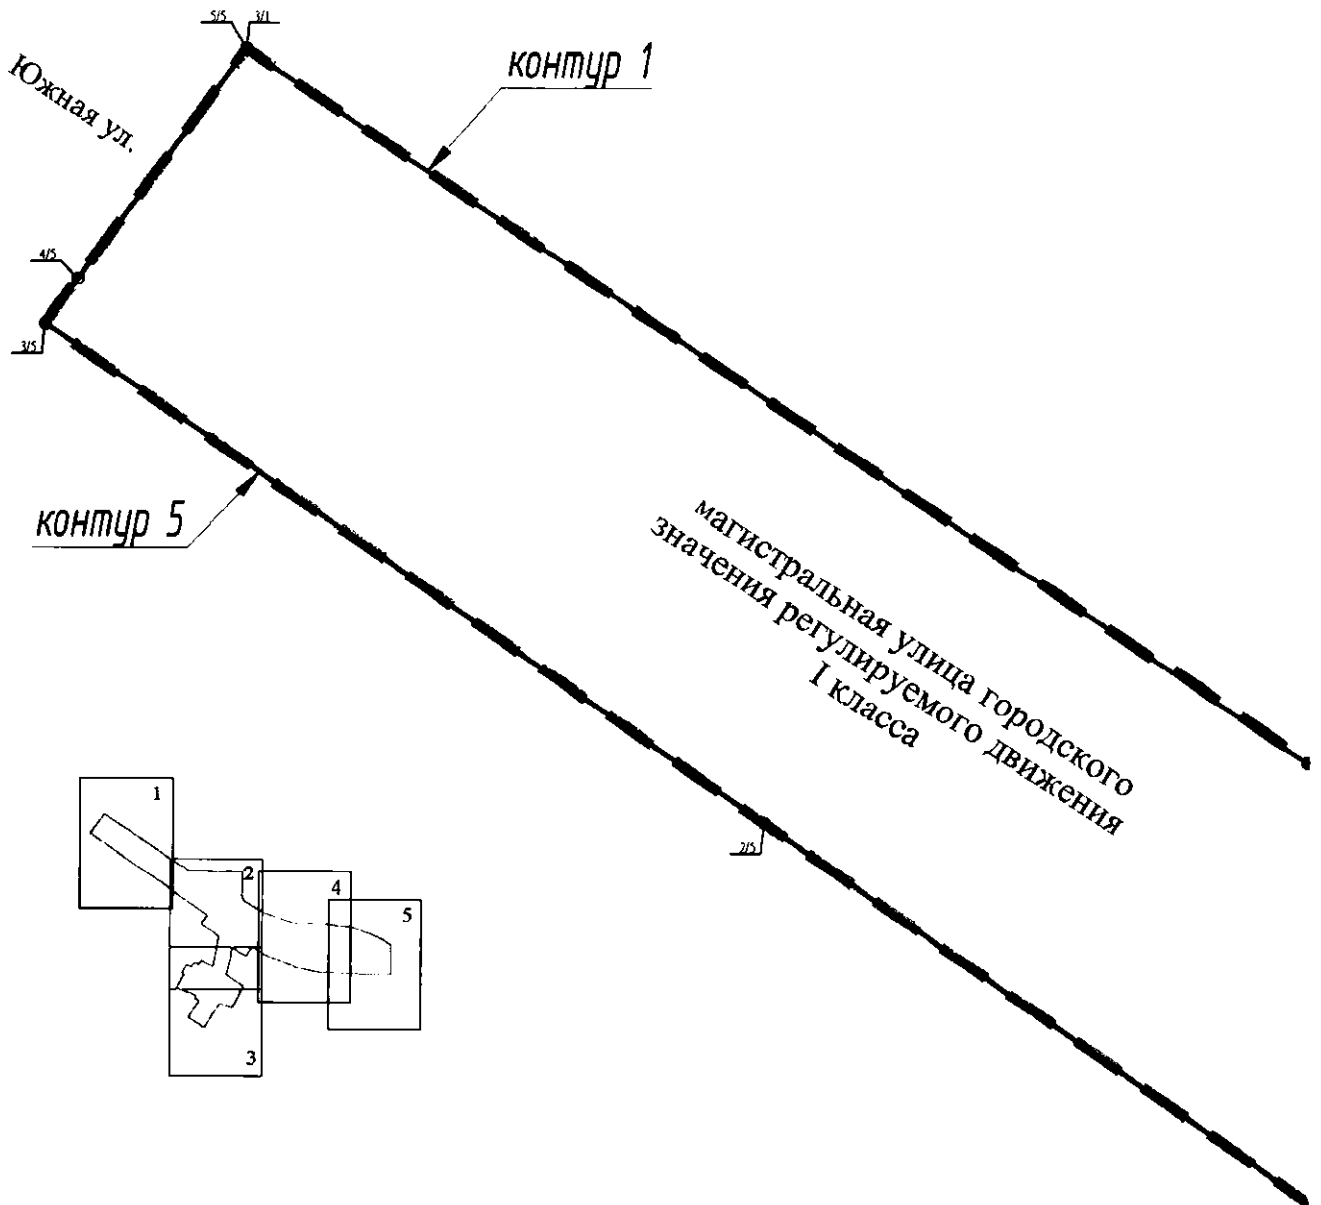 5/5 3/1
контур 1
Южная ул.
4/5
3/5
контур 5
магистральная улица городского
значения регулируемого движения
I класса
2/5
1
2
4
5
3